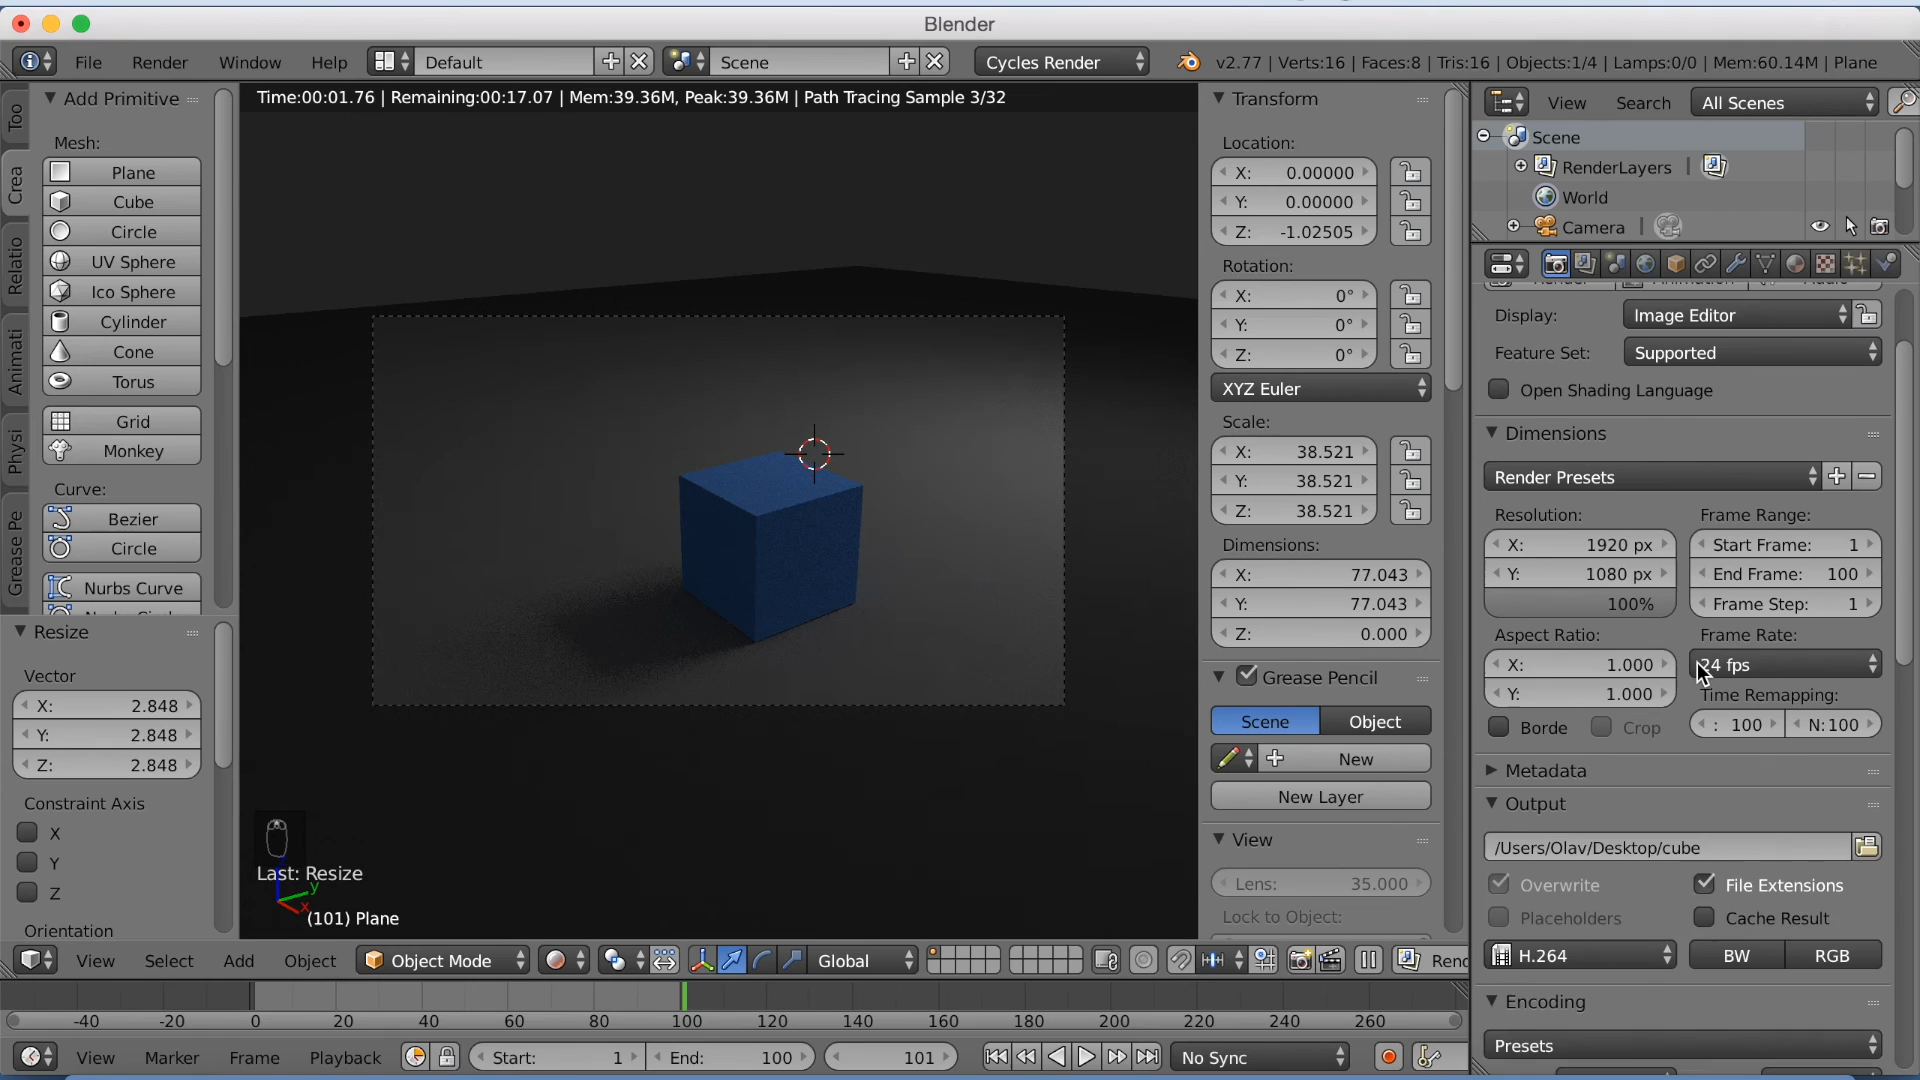 Blender
File Render Window Help Default Scene Cycles Render v2.77 | Verts:16 | Faces:8 | Tris:16 | Objects:1/4 | Lamps:0/0 | Mem:60.14M | Plane
Too
Crea
Relatio
Animati
Physi
Grease Pe
Add Primitive
Mesh:
Plane
Cube
Circle
UV Sphere
Ico Sphere
Cylinder
Cone
Torus
Grid
Monkey
Curve:
Bezier
Circle
Nurbs Curve
Resize
Vector
X: 2.848
Y: 2.848
Z: 2.848
Constraint Axis
X
Y
Z
Orientation
Time:00:01.76 | Remaining:00:17.07 | Mem:39.36M, Peak:39.36M | Path Tracing Sample 3/32
Last: Resize
y
x
(101) Plane
Transform
Location:
X: 0.00000
Y: 0.00000
Z: -1.02505
Rotation:
X: 0°
Y: 0°
Z: 0°
XYZ Euler
Scale:
X: 38.521
Y: 38.521
Z: 38.521
Dimensions:
X: 77.043
Y: 77.043
Z: 0.000
Grease Pencil
Scene Object
New
New Layer
View
Lens: 35.000
Lock to Object:
View Search All Scenes
Scene
RenderLayers
World
Camera
Display: Image Editor
Feature Set: Supported
Open Shading Language
Dimensions
Render Presets
Resolution: Frame Range:
X: 1920 px Start Frame: 1
Y: 1080 px End Frame: 100
100% Frame Step: 1
Aspect Ratio: Frame Rate:
X: 1.000 24 fps
Y: 1.000 Time Remapping:
Borde Crop : 100 N:100
Metadata
Output
/Users/Olav/Desktop/cube
Overwrite File Extensions
Placeholders Cache Result
H.264 BW RGB
Encoding
Presets
View Select Add Object Object Mode Global Rend
-40 -20 0 20 40 60 80 100 120 140 160 180 200 220 240 260
View Marker Frame Playback Start: 1 End: 100 101 No Sync